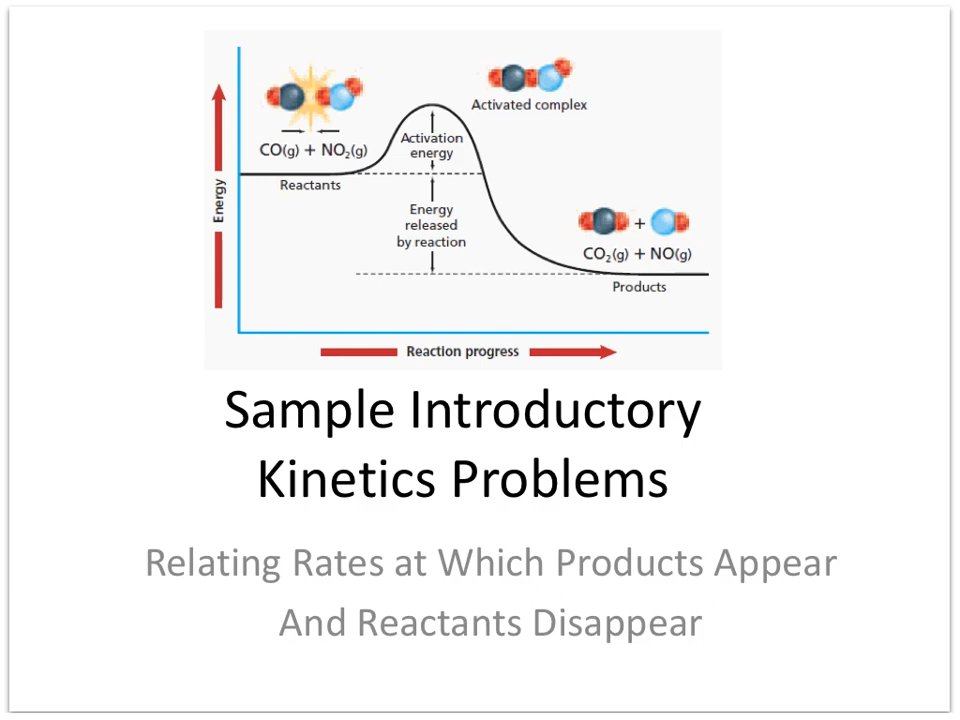 Activated complex
CO(g) + NO₂(g)
Activation
energy
Reactants
Energy
Energy
released
by reaction
+
CO₂(g) + NO(g)
Products
Reaction progress
Sample Introductory
Kinetics Problems
Relating Rates at Which Products Appear
And Reactants Disappear